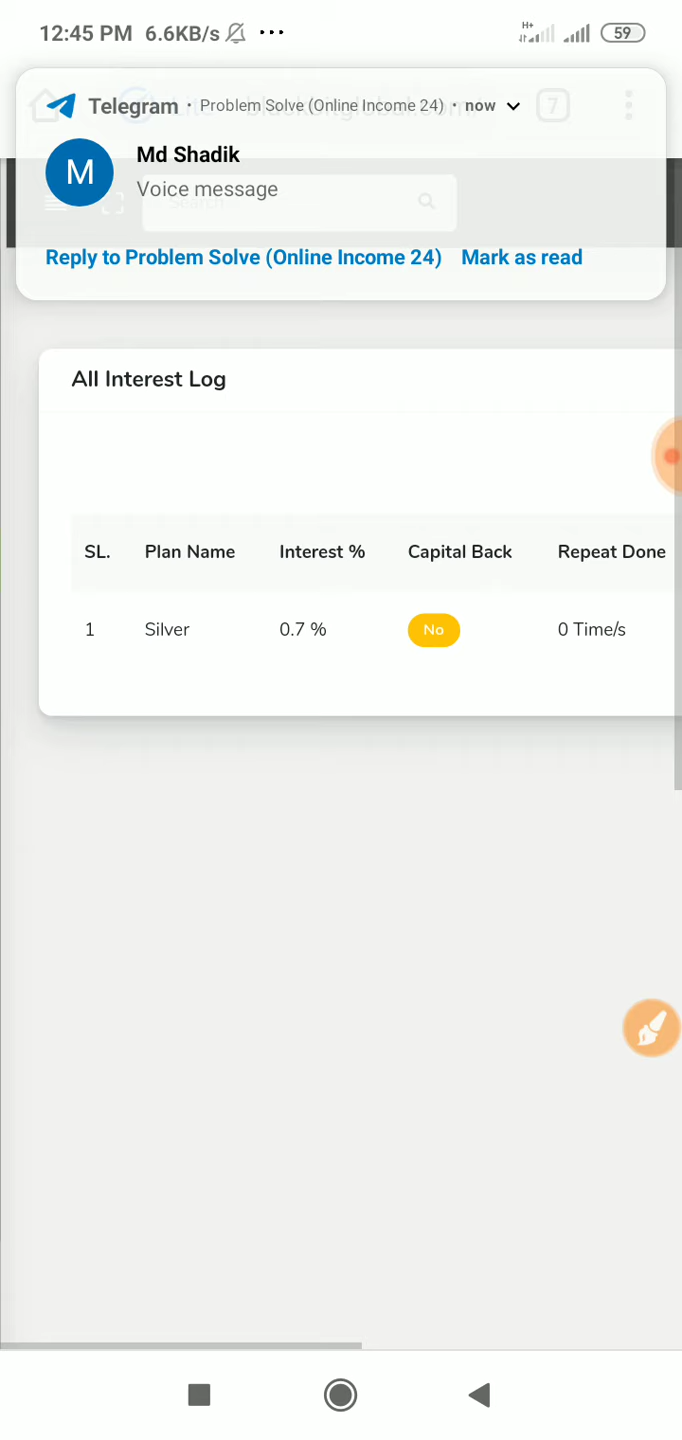 12:45 PM 6.6KB/s ...
H+
59
Telegram · Problem Solve (Online Income 24) · now
7
M
Md Shadik
Voice message
Search
Reply to Problem Solve (Online Income 24) Mark as read
All Interest Log
SL. Plan Name Interest % Capital Back Repeat Done
1 Silver 0.7 % No 0 Time/s